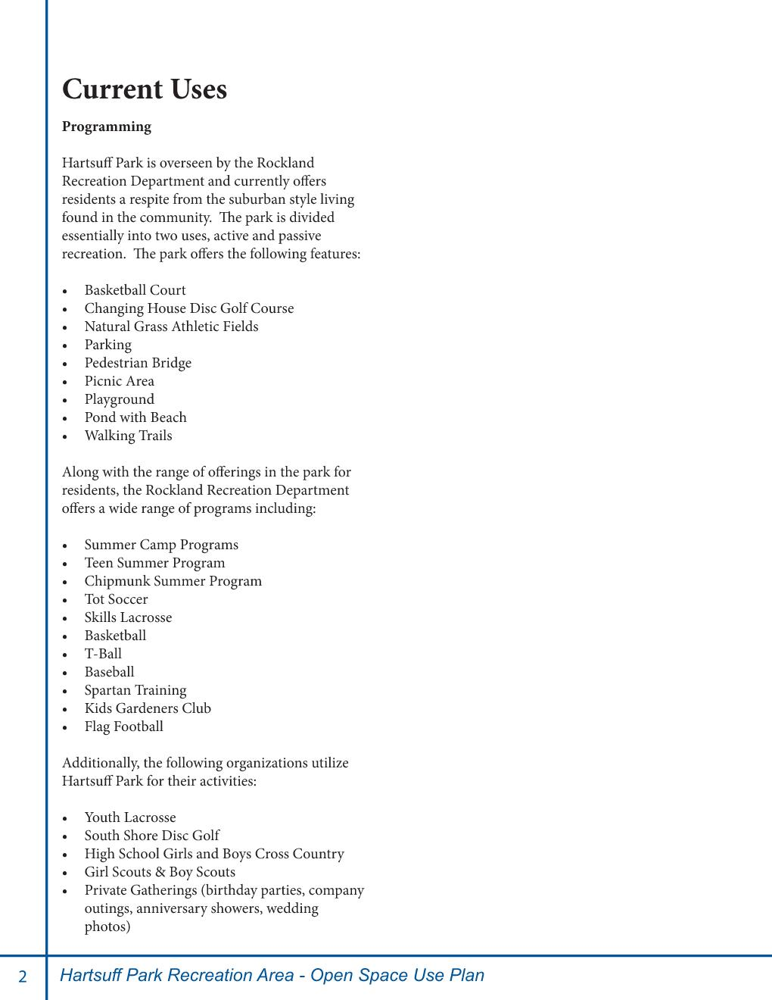 Current Uses
Programming
Hartsuff Park is overseen by the Rockland
Recreation Department and currently offers
residents a respite from the suburban style living
found in the community.  The park is divided
essentially into two uses, active and passive
recreation.  The park offers the following features:
• Basketball Court
• Changing House Disc Golf Course
• Natural Grass Athletic Fields
• Parking
• Pedestrian Bridge
• Picnic Area
• Playground
• Pond with Beach
• Walking Trails
Along with the range of offerings in the park for
residents, the Rockland Recreation Department
offers a wide range of programs including:
• Summer Camp Programs
• Teen Summer Program
• Chipmunk Summer Program
• Tot Soccer
• Skills Lacrosse
• Basketball
• T-Ball
• Baseball
• Spartan Training
• Kids Gardeners Club
• Flag Football
Additionally, the following organizations utilize
Hartsuff Park for their activities:
• Youth Lacrosse
• South Shore Disc Golf
• High School Girls and Boys Cross Country
• Girl Scouts & Boy Scouts
• Private Gatherings (birthday parties, company
outings, anniversary showers, wedding
photos)
2 Hartsuff Park Recreation Area - Open Space Use Plan